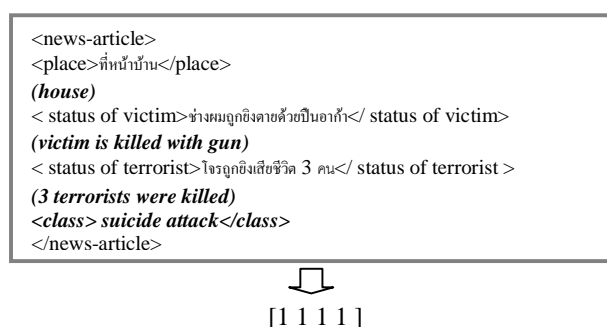 <news-article>
<place>ที่หน้าบ้าน</place>
(house)
< status of victim>ช่างผมถูกยิงตายด้วยปืนอาก้า</ status of victim>
(victim is killed with gun)
< status of terrorist>โจรถูกยิงเสียชีวิต 3 คน</ status of terrorist >
(3 terrorists were killed)
<class> suicide attack</class>
</news-article>
[1 1 1 1 ]